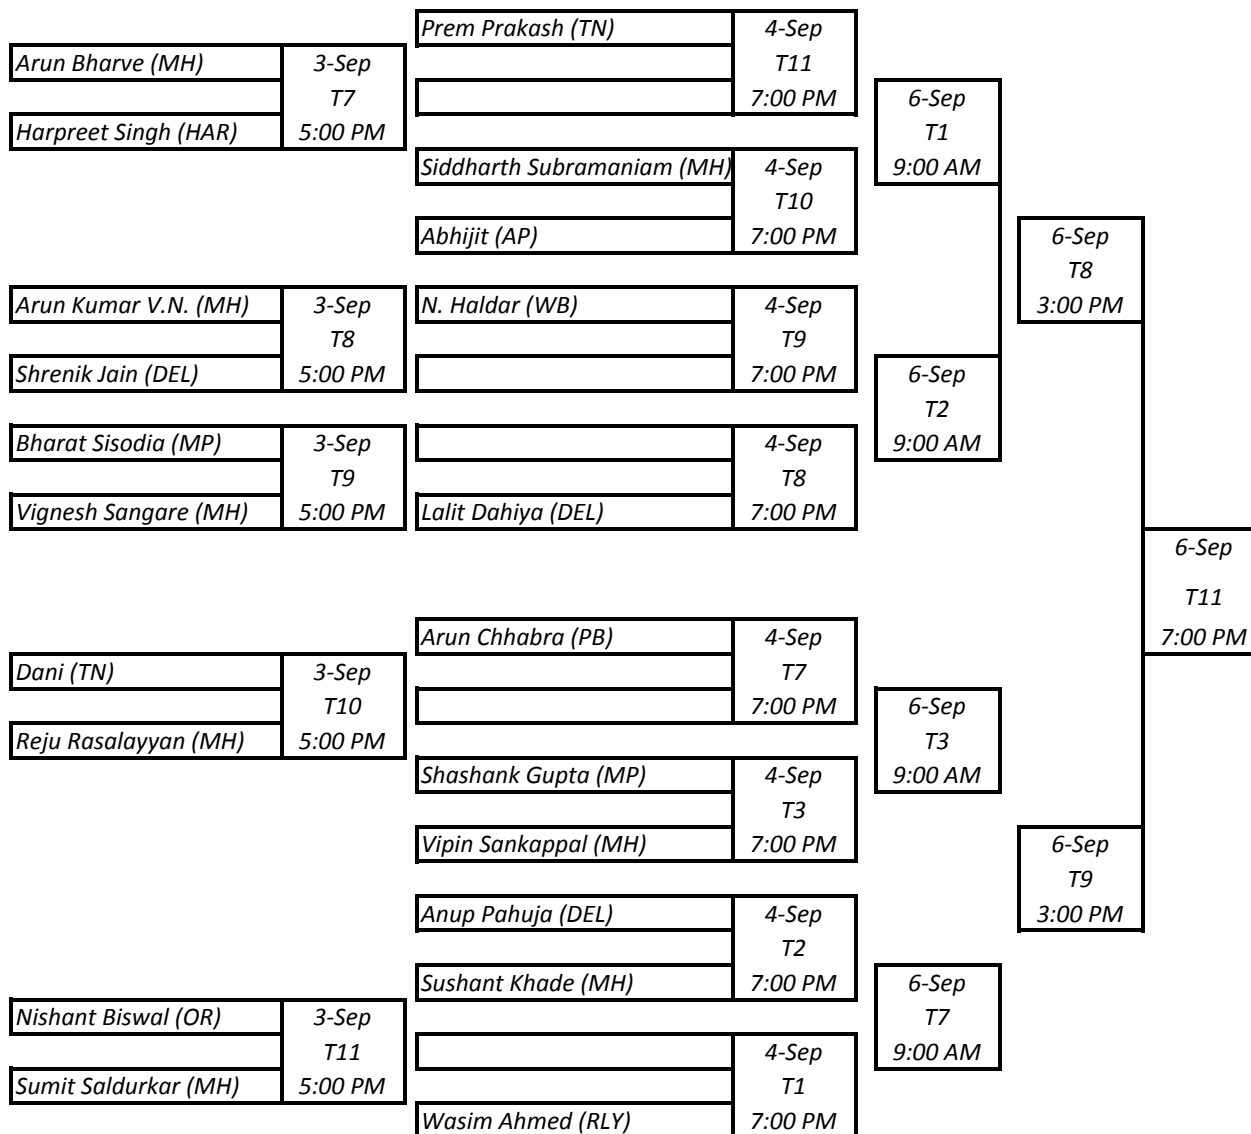 Prem Prakash (TN) 4-Sep
Arun Bharve (MH) 3-Sep T11
T7 7:00 PM 6-Sep
Harpreet Singh (HAR) 5:00 PM T1
Siddharth Subramaniam (MH) 4-Sep 9:00 AM
T10
Abhijit (AP) 7:00 PM 6-Sep
T8
Arun Kumar V.N. (MH) 3-Sep N. Haldar (WB) 4-Sep 3:00 PM
T8 T9
Shrenik Jain (DEL) 5:00 PM 7:00 PM 6-Sep
T2
Bharat Sisodia (MP) 3-Sep 4-Sep 9:00 AM
T9 T8
Vignesh Sangare (MH) 5:00 PM Lalit Dahiya (DEL) 7:00 PM
6-Sep
T11
Arun Chhabra (PB) 4-Sep 7:00 PM
Dani (TN) 3-Sep T7
T10 7:00 PM 6-Sep
Reju Rasalayyan (MH) 5:00 PM T3
Shashank Gupta (MP) 4-Sep 9:00 AM
T3
Vipin Sankappal (MH) 7:00 PM 6-Sep
T9
Anup Pahuja (DEL) 4-Sep 3:00 PM
T2
Sushant Khade (MH) 7:00 PM 6-Sep
Nishant Biswal (OR) 3-Sep T7
T11 4-Sep 9:00 AM
Sumit Saldurkar (MH) 5:00 PM T1
Wasim Ahmed (RLY) 7:00 PM